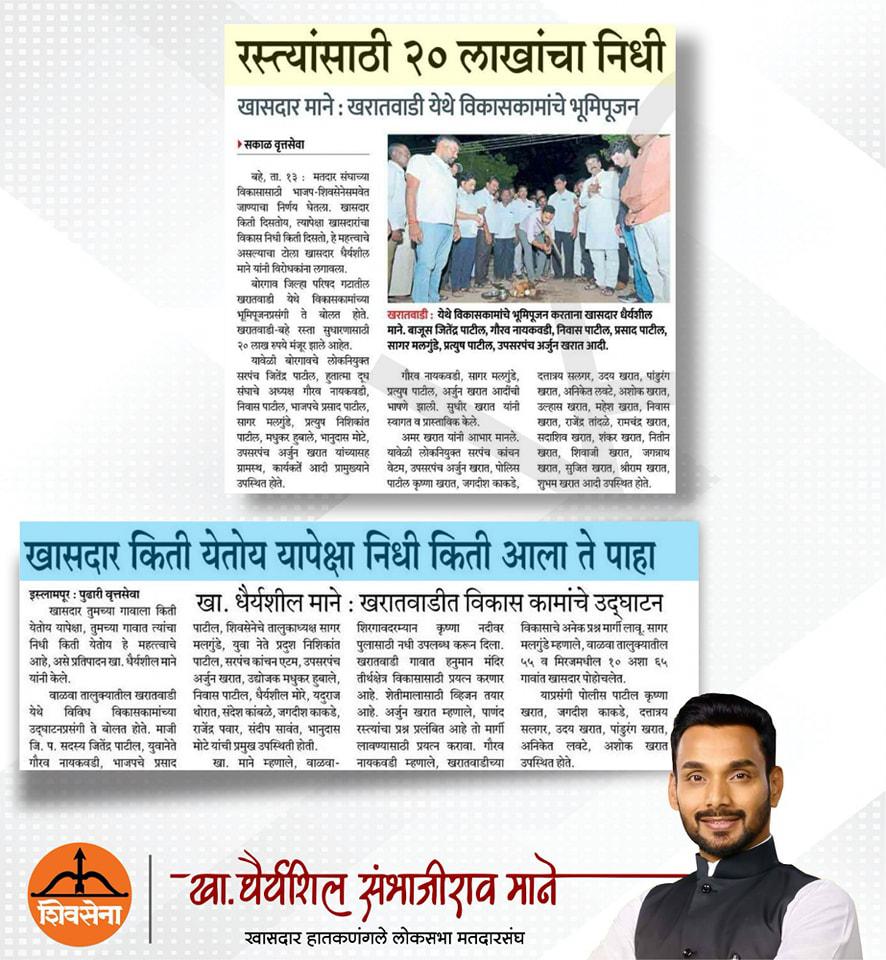 रस्त्यांसाठी २० लाखांचा निधी
खासदार माने : खरातवाडी येथे विकासकामांचे भूमिपूजन
सकाळ वृत्तसेवा
बहे, ता. १३ : मतदार संघाच्या
विकासासाठी भाजप-शिवसेनेसमवेत
जाण्याचा निर्णय घेतला. खासदार
किती दिसतोय, त्यापेक्षा खासदारांचा
विकास निधी किती दिसतो, हे महत्त्वाचे
असल्याचा टोला खासदार धैर्यशील
माने यांनी विरोधकांना लगावला.
बोरगाव जिल्हा परिषद गटातील
खरातवाडी येथे विकासकामांच्या
भूमिपूजनप्रसंगी ते बोलत होते.
खरातवाडी-बहे रस्ता सुधारणासाठी
२० लाख रुपये मंजूर झाले आहेत.
यावेळी बोरगावचे लोकनियुक्त
सरपंच जितेंद्र पाटील, हुतात्मा दूध
संघाचे अध्यक्ष गौरव नायकवडी,
निवास पाटील, भाजपचे प्रसाद पाटील,
सागर मलगुंडे, प्रत्युष निशिकांत
पाटील, मधुकर हुबाले, भानुदास मोटे,
उपसरपंच अर्जुन खरात यांच्यासह
ग्रामस्थ, कार्यकर्ते आदी प्रामुख्याने
उपस्थित होते.
खरातवाडी : येथे विकासकामांचे भूमिपूजन करताना खासदार धैर्यशील
माने. बाजूस जितेंद्र पाटील, गौरव नायकवडी, निवास पाटील, प्रसाद पाटील,
सागर मलगुंडे, प्रत्युष पाटील, उपसरपंच अर्जुन खरात आदी.
गौरव नायकवडी, सागर मलगुंडे,
प्रत्युष पाटील, अर्जुन खरात आदींची
भाषणे झाली. सुधीर खरात यांनी
स्वागत व प्रास्ताविक केले.
अमर खरात यांनी आभार मानले.
यावेळी लोकनियुक्त सरपंच कांचन
वेटम, उपसरपंच अर्जुन खरात, पोलिस
पाटील कृष्णा खरात, जगदीश काकडे,
दत्तात्रय सलगर, उदय खरात, पांडुरंग
खरात, अनिकेत लवटे, अशोक खरात,
उल्हास खरात, महेश खरात, निवास
खरात, राजेंद्र तांदळे, रामचंद्र खरात,
सदाशिव खरात, शंकर खरात, नितीन
खरात, शिवाजी खरात, जगन्नाथ
खरात, सुजित खरात, श्रीराम खरात,
शुभम खरात आदी उपस्थित होते.
खासदार किती येतोय यापेक्षा निधी किती आला ते पाहा
इस्लामपूर : पुढारी वृत्तसेवा
खासदार तुमच्या गावाला किती
येतोय यापेक्षा, तुमच्या गावात त्यांचा
निधी किती येतोय हे महत्वाचे
आहे, असे प्रतिपादन खा. धैर्यशील माने
यांनी केले.
वाळवा तालुक्यातील खरातवाडी
येथे विविध विकासकामांच्या
उद्घाटनप्रसंगी ते बोलत होते. माजी
जि. प. सदस्य जितेंद्र पाटील, युवानेते
गौरव नायकवडी, भाजपचे प्रसाद
खा. धैर्यशील माने : खरातवाडीत विकास कामांचे उद्घाटन
पाटील, शिवसेनेचे तालुकाध्यक्ष सागर
मलगुंडे, युवा नेते प्रदुश निशिकांत
पाटील, सरपंच कांचन एटम, उपसरपंच
अर्जुन खरात, उद्योजक मधुकर हुबाले,
निवास पाटील, धैर्यशील मोरे, यदुराज
थोरात, संदेश कांबळे, जगदीश काकडे,
राजेंद्र पवार, संदीप सावंत, भानुदास
मोटे यांची प्रमुख उपस्थिती होती.
खा. माने म्हणाले, वाळवा-
शिरगावदरम्यान कृष्णा नदीवर
पुलासाठी नधी उपलब्ध करून दिला.
खरातवाडी गावात हनुमान मंदिर
तीर्थक्षेत्र विकासासाठी प्रयत्न करणार
आहे. शेतीमालासाठी व्हिजन तयार
आहे. अर्जुन खरात म्हणाले, पाणंद
रस्त्यांचा प्रश्न प्रलंबित आहे तो मार्गी
लावण्यासाठी प्रयत्न करावा. गौरव
नायकवडी म्हणाले, खरातवाडीच्या
विकासाचे अनेक प्रश्न मार्गी लावू. सागर
मलगुंडे म्हणाले, वाळवा तालुक्यातील
५५ व मिरजमधील १० अशा ६५
गावांत खासदार पोहोचलेत.
याप्रसंगी पोलीस पाटील कृष्णा
खरात, जगदीश काकडे, दत्तात्रय
सलगर, उदय खरात, पांडुरंग खरात,
अनिकेत लवटे, अशोक खरात
उपस्थित होते.
शिवसेना
खा. धैर्यशिल संभाजीराव माने
खासदार हातकणंगले लोकसभा मतदारसंघ